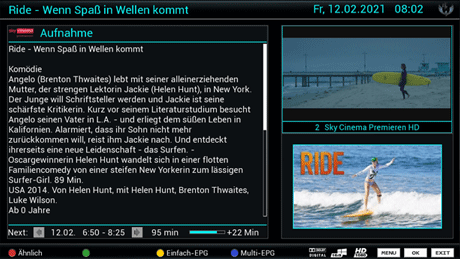 Ride - Wenn Spaß in Wellen kommt
Fr, 12.02.2021 08:02
Aufnahme
Ride - Wenn Spaß in Wellen kommt
Komödie
Angelo (Brenton Thwaites) lebt mit seiner alleinerziehenden
Mutter, der strengen Lektorin Jackie (Helen Hunt), in New York.
Der Junge will Schriftsteller werden und Jackie ist seine
schärfste Kritikerin. Kurz vor seinem Literaturstudium besucht
Angelo seinen Vater in L.A. - und erliegt dem süßen Leben in
Kalifornien. Alarmiert, dass ihr Sohn nicht mehr
zurückkommen will, reist ihm Jackie nach. Und entdeckt
ihrerseits eine neue Leidenschaft - das Surfen. -
Oscargewinnerin Helen Hunt wandelt sich in einer flotten
Familiencomedy von einer steifen New Yorkerin zum lässigen
Surfer-Girl. 89 Min.
USA 2014. Von Helen Hunt, mit Helen Hunt, Brenton Thwaites,
Luke Wilson.
Ab 0 Jahre
2 Sky Cinema Premieren HD
RIDE
Next: 12.02. 6:50 - 8:25 95 min +22 Min
Ähnlich
Einfach-EPG
Multi-EPG
DOLBY
DIGITAL
16:9
HD
MENU
OK
EXIT